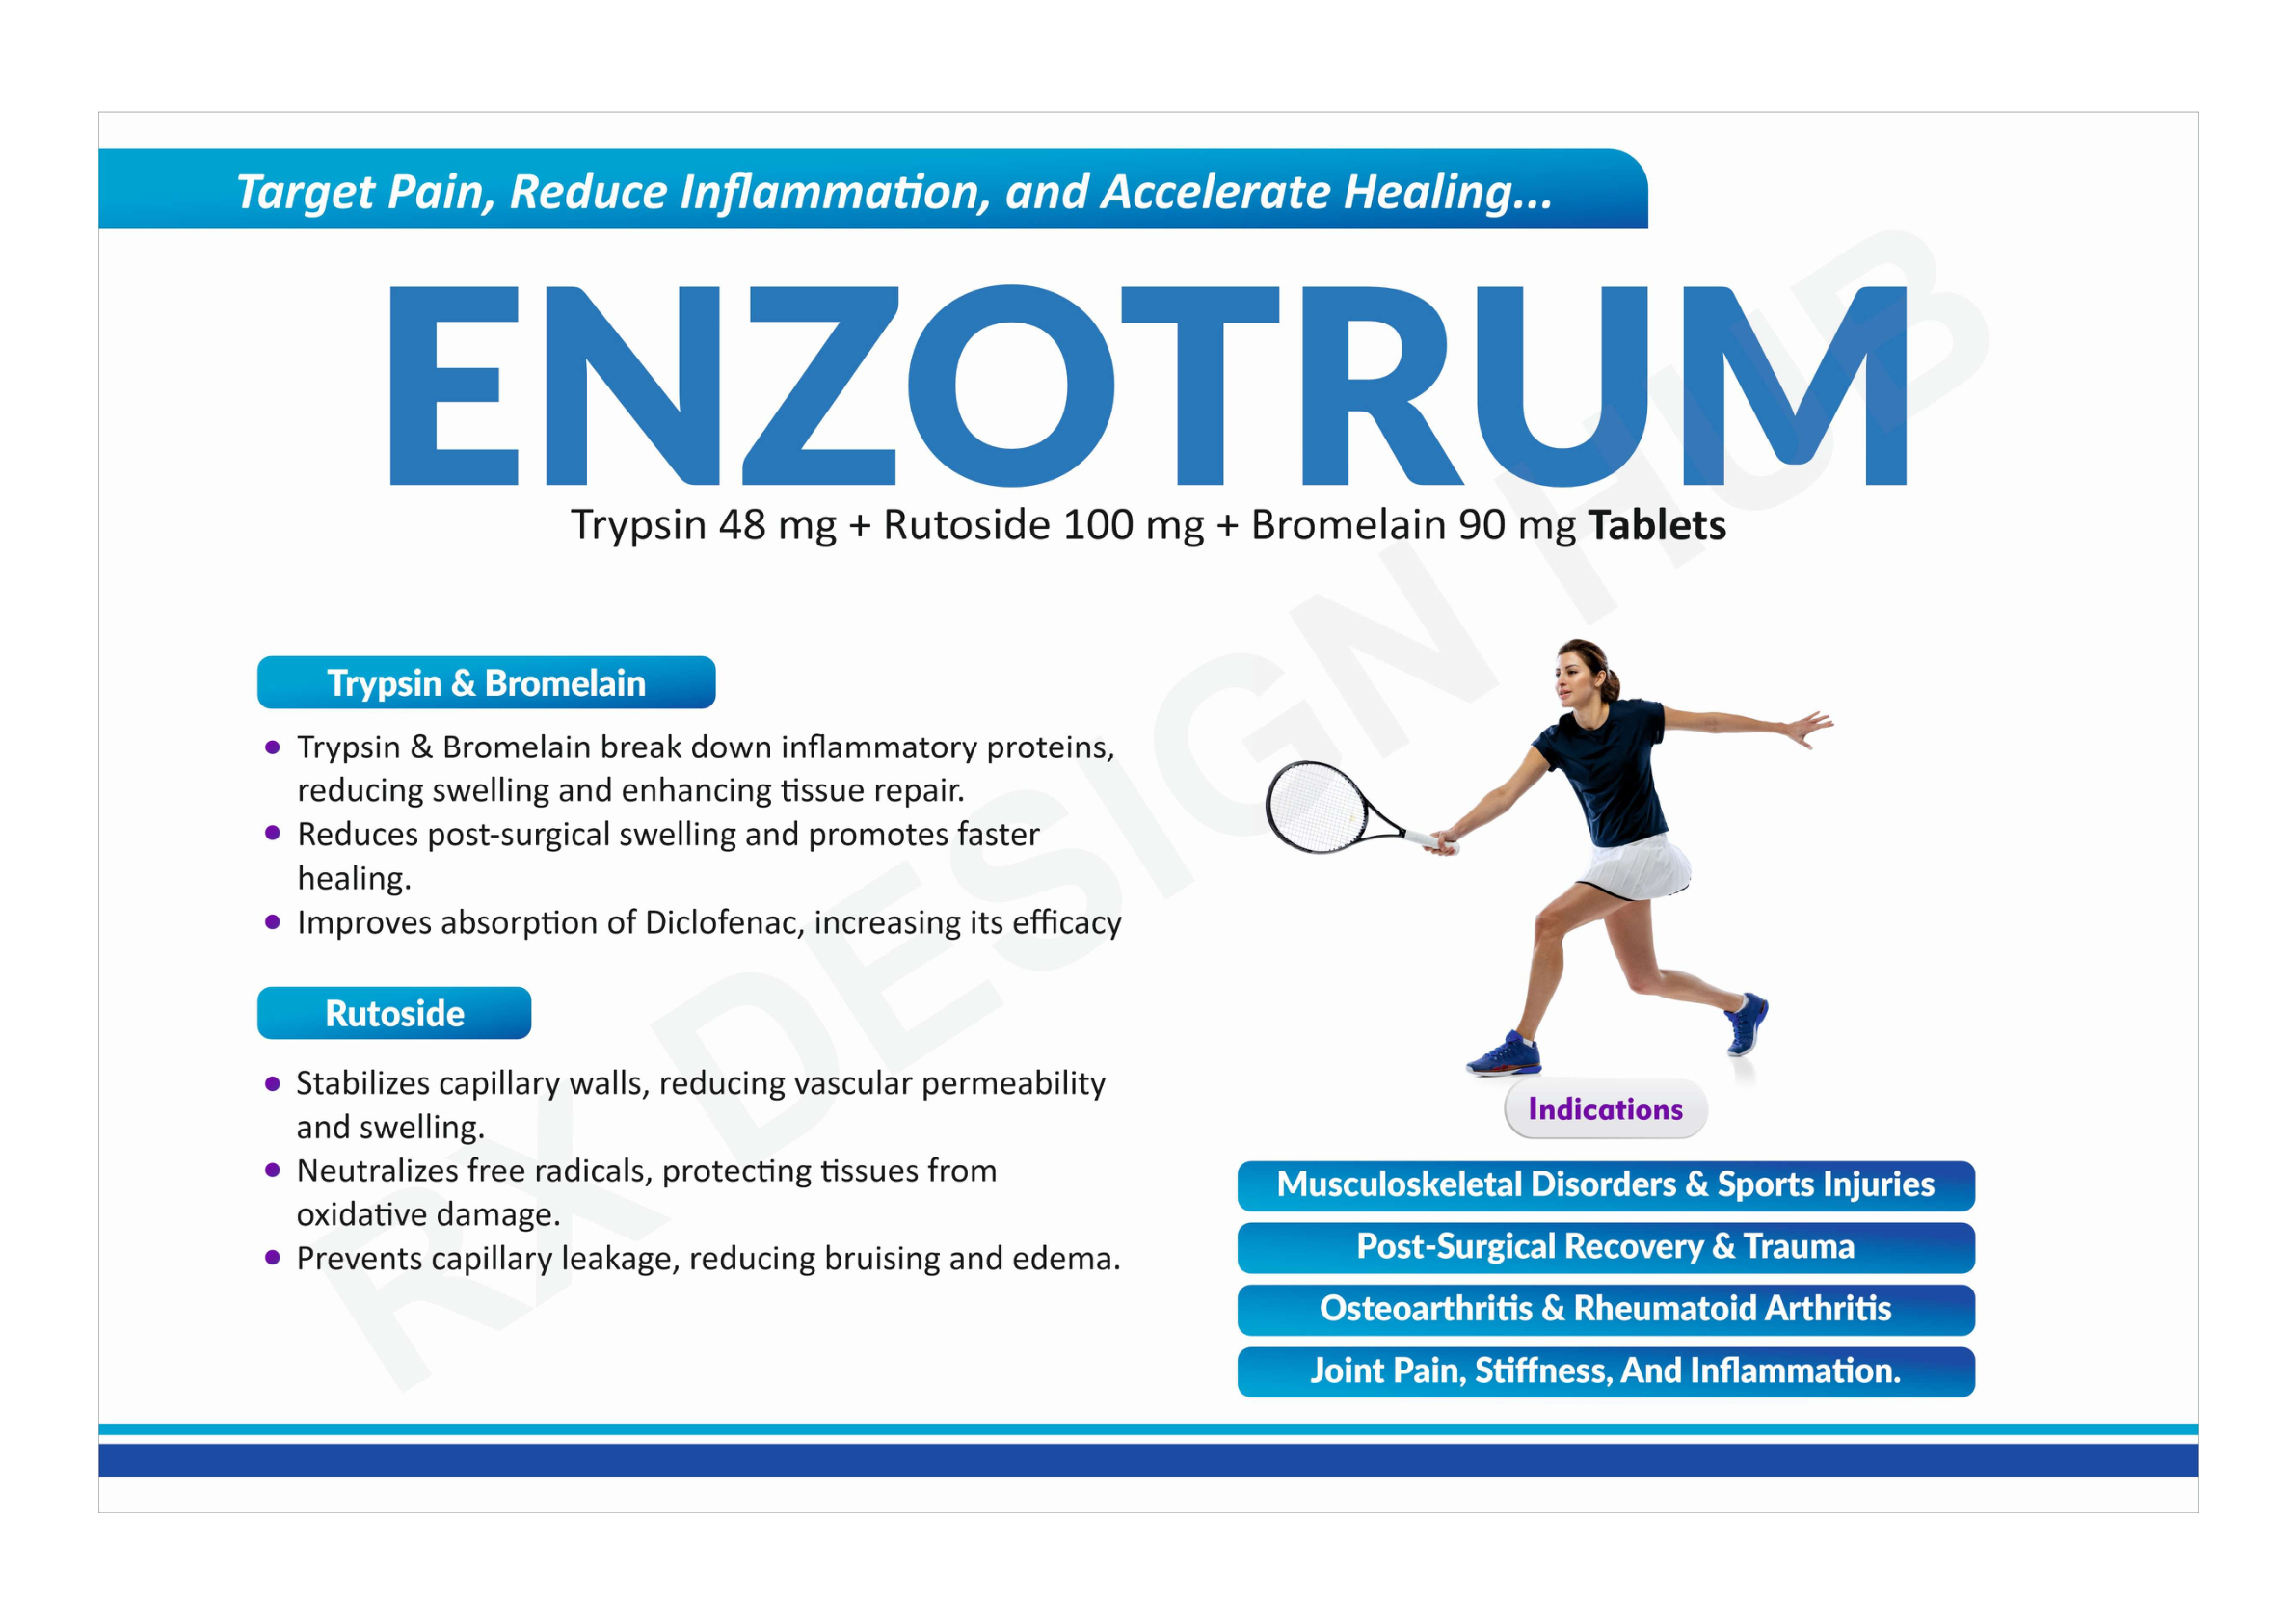 Target Pain, Reduce Inflammation, and Accelerate Healing...
ENZOTRUM
Trypsin 48 mg + Rutoside 100 mg + Bromelain 90 mg Tablets
Trypsin & Bromelain
• Trypsin & Bromelain break down inflammatory proteins,
reducing swelling and enhancing tissue repair.
• Reduces post-surgical swelling and promotes faster
healing.
• Improves absorption of Diclofenac, increasing its efficacy
Rutoside
• Stabilizes capillary walls, reducing vascular permeability
and swelling.
• Neutralizes free radicals, protecting tissues from
oxidative damage.
• Prevents capillary leakage, reducing bruising and edema.
Indications
Musculoskeletal Disorders & Sports Injuries
Post-Surgical Recovery & Trauma
Osteoarthritis & Rheumatoid Arthritis
Joint Pain, Stiffness, And Inflammation.
RX DESIGN HUB